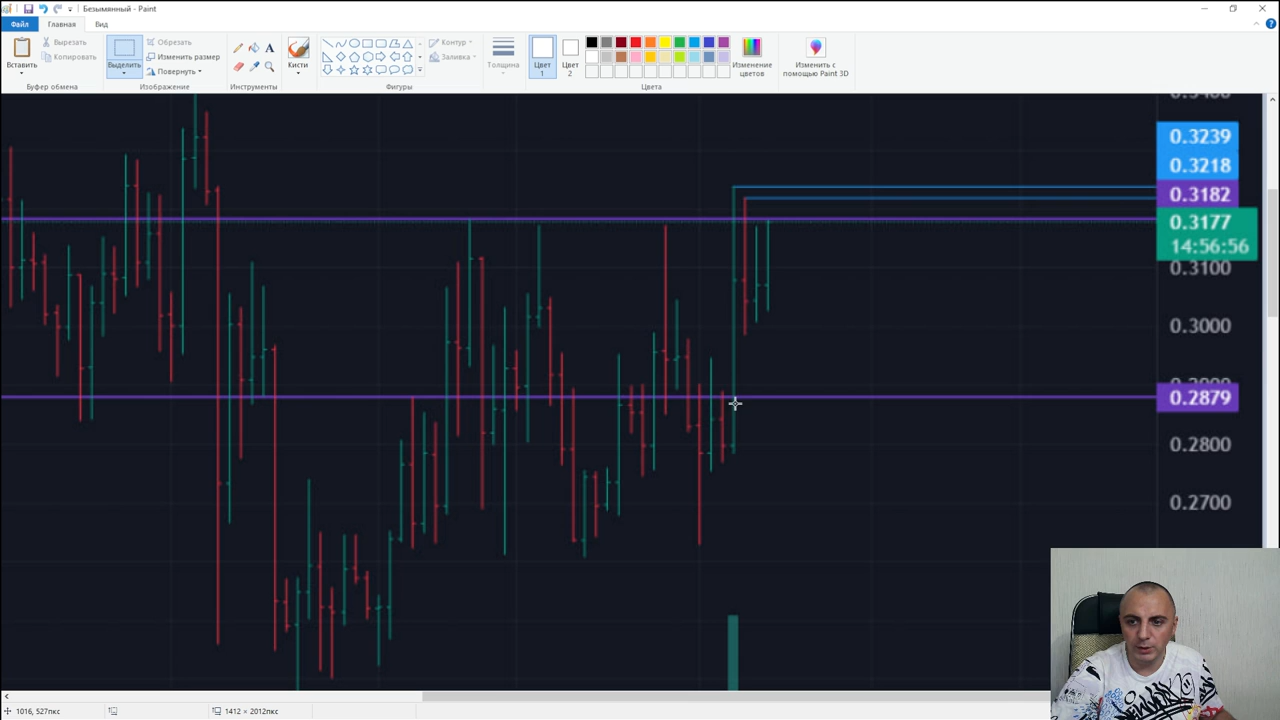 Безымянный - Paint
Файл Главная Вид
Вставить
Вырезать
Копировать
Буфер обмена
Выделить
Обрезать
Изменить размер
Повернуть
Изображение
Инструменты
Кисти
Контур
Заливка
Фигуры
Толщина
Цвет
1
Цвет
2
Изменение
цветов
Цвета
Изменить с
помощью Paint 3D
0.3239
0.3218
0.3182
0.3177
14:56:56
0.3100
0.3000
0.2879
0.2800
0.2700
1016, 527пкс
1412 × 2012пкс